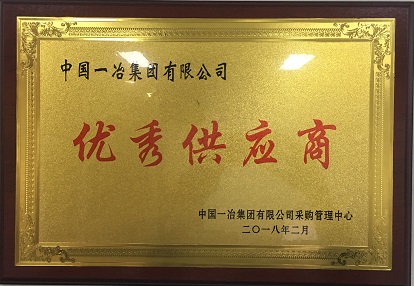 中国一冶集团有限公司
优秀供应商
中国一冶集团有限公司采购管理中心
二〇一八年二月